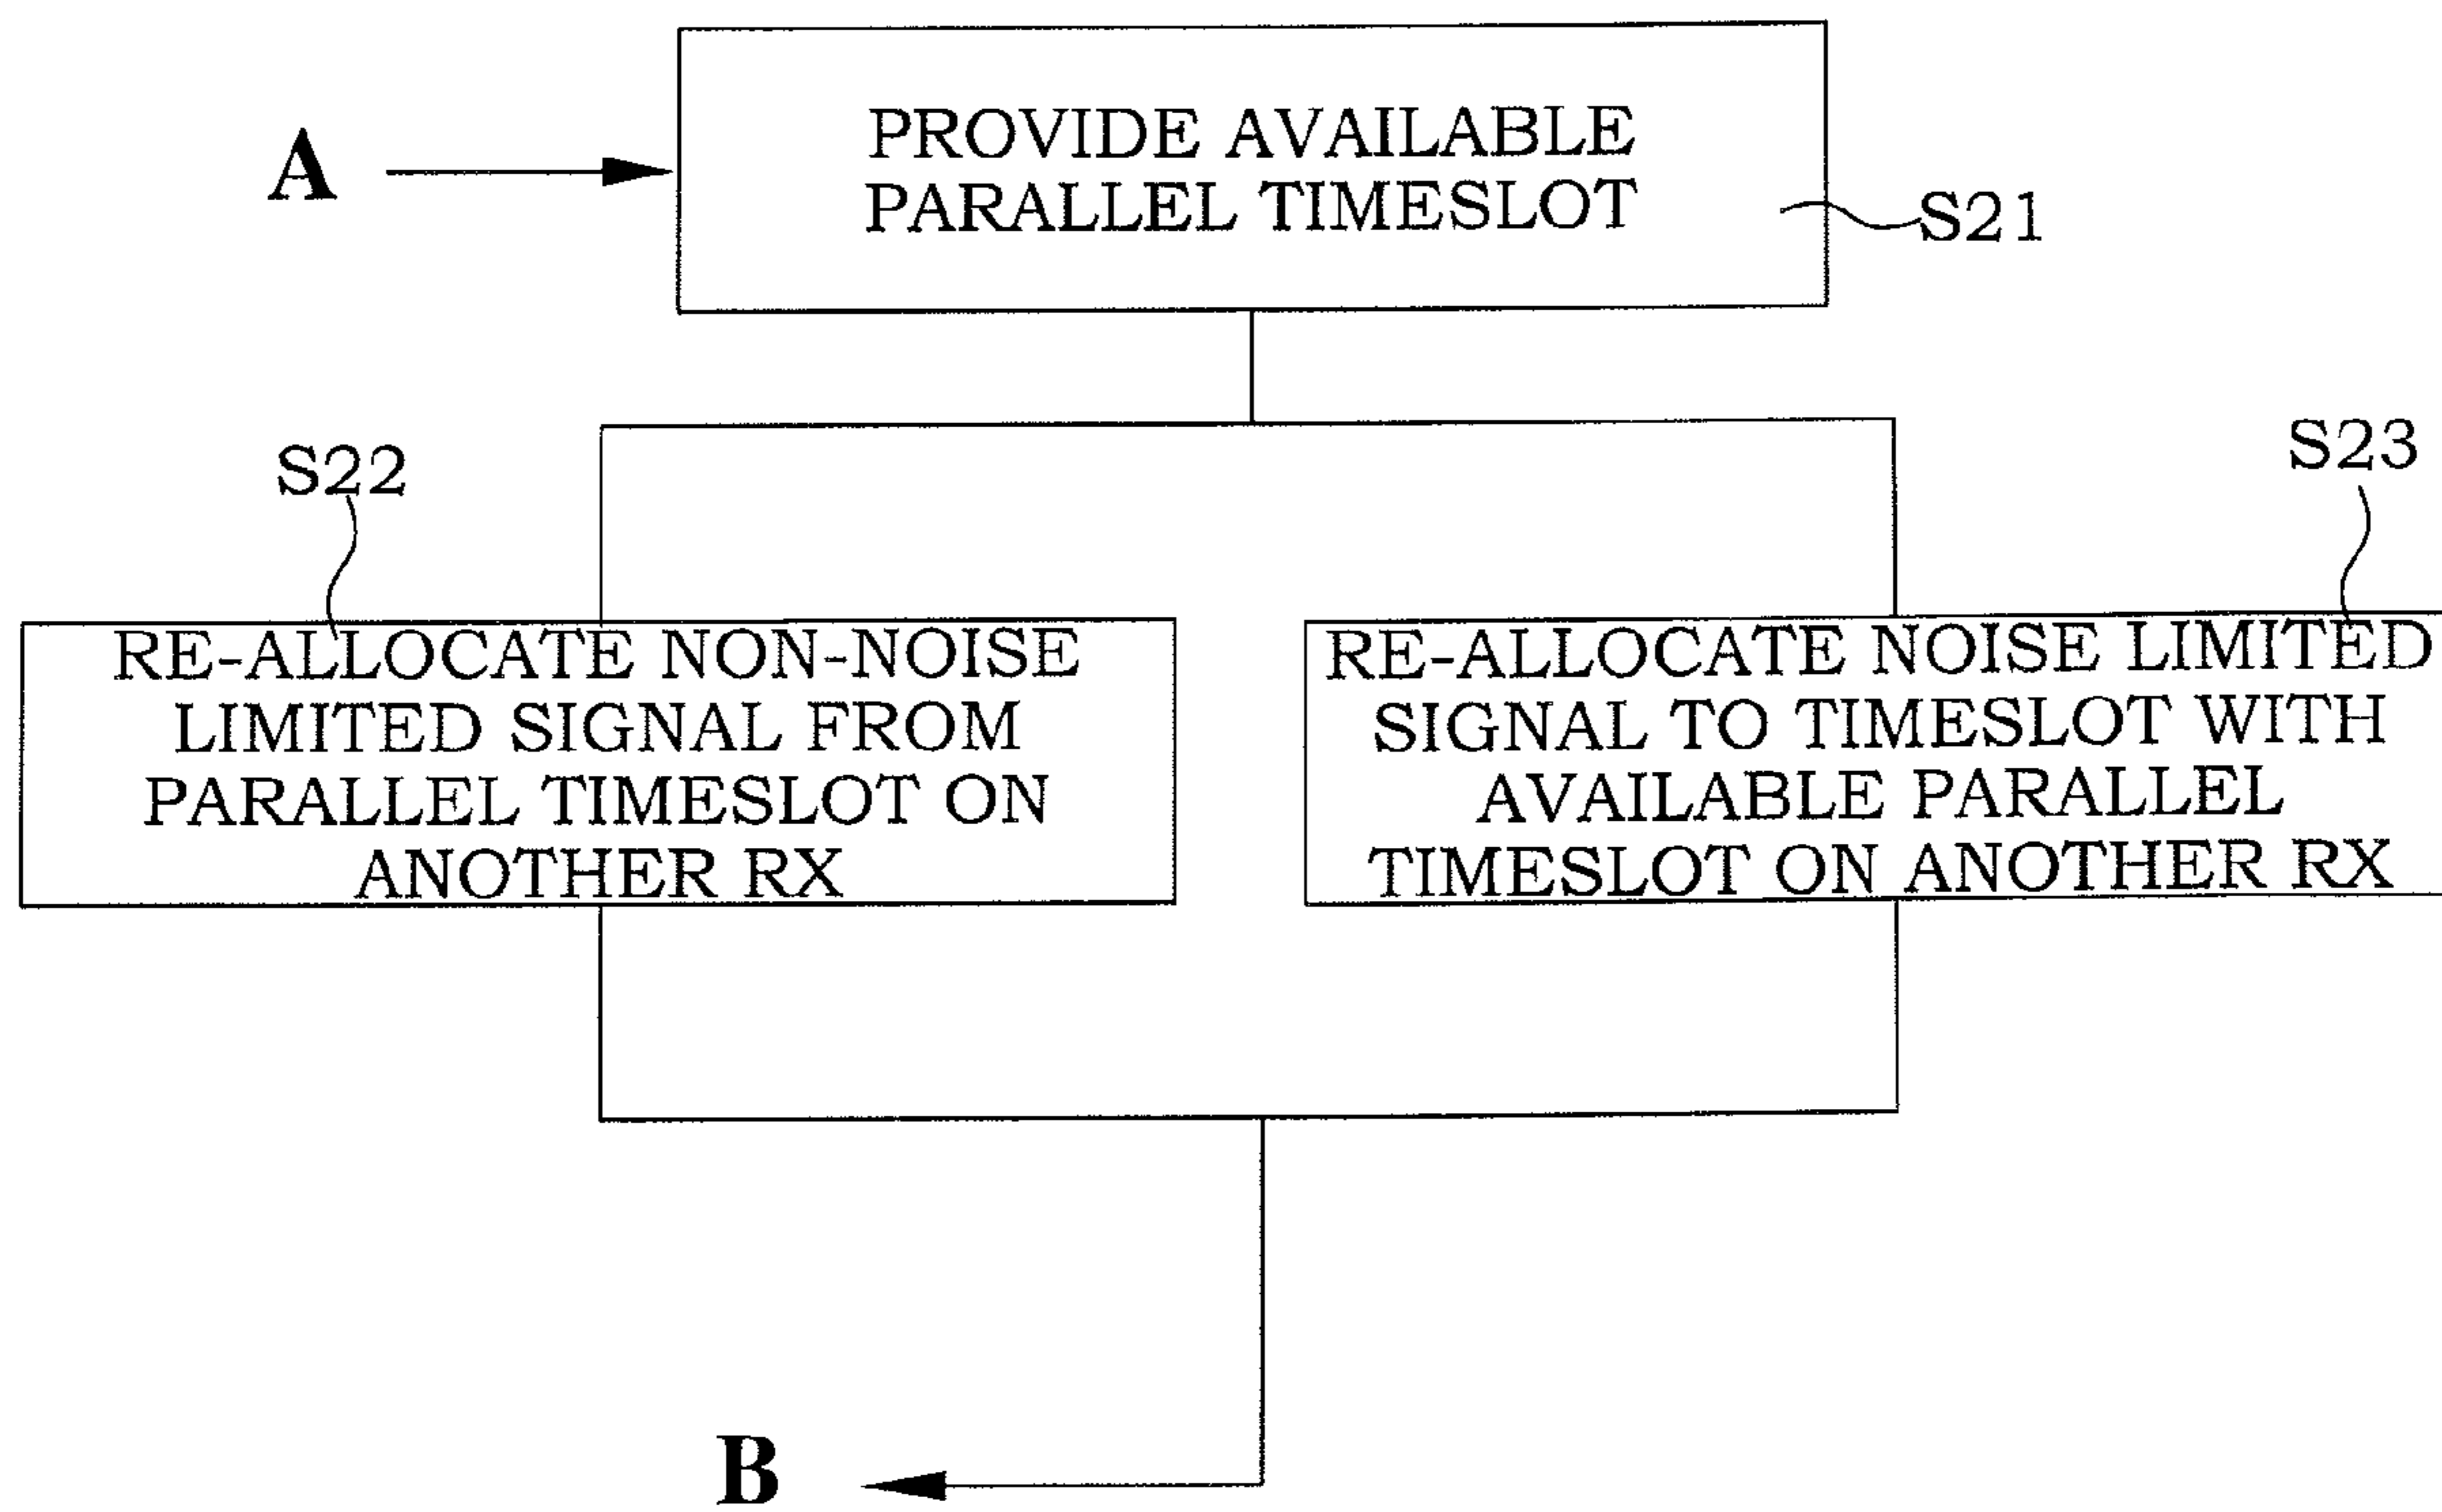 PROVIDE AVAILABLE
A
PARALLEL TIMESLOT
S21
S22
S23
RE-ALLOCATE NON-NOISE
LIMITED SIGNAL FROM
PARALLEL TIMESLOT ON
ANOTHER RX
RE-ALLOCATE NOISE LIMITED
SIGNAL TO TIMESLOT WITH
AVAILABLE PARALLEL
TIMESLOT ON ANOTHER RX
B